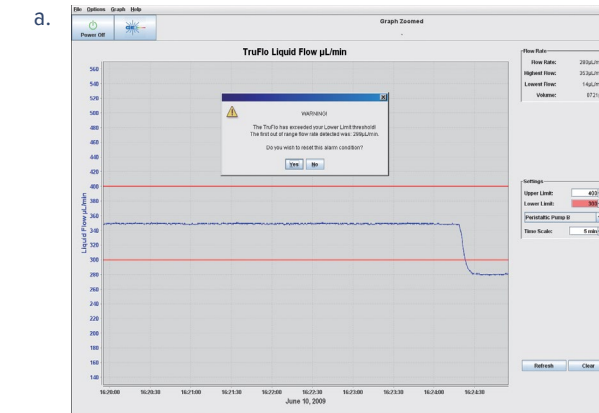 a.
File Options Graph Help
Power Off
Graph Zoomed
TruFlo Liquid Flow µL/min
Liquid Flow µL/min
560
540
520
500
480
460
440
420
400
380
360
340
320
300
280
260
240
220
200
180
160
140
WARNING!
The TruFlo has exceeded your Lower Limit threshold!
The first out of range flow rate detected was: 299µL/min.
Do you wish to reset this alarm condition?
Yes No
16:20:00 16:20:30 16:21:00 16:21:30 16:22:00 16:22:30 16:23:00 16:23:30 16:24:00 16:24:30
June 10, 2009
Flow Rate
Flow Rate:
Highest Flow:
Lowest Flow: 14µL/m
Volume:
Settings
Upper Limit: 400
Lower Limit: 300
Peristaltic Pump B
Time Scale: 5 min
Refresh Clear